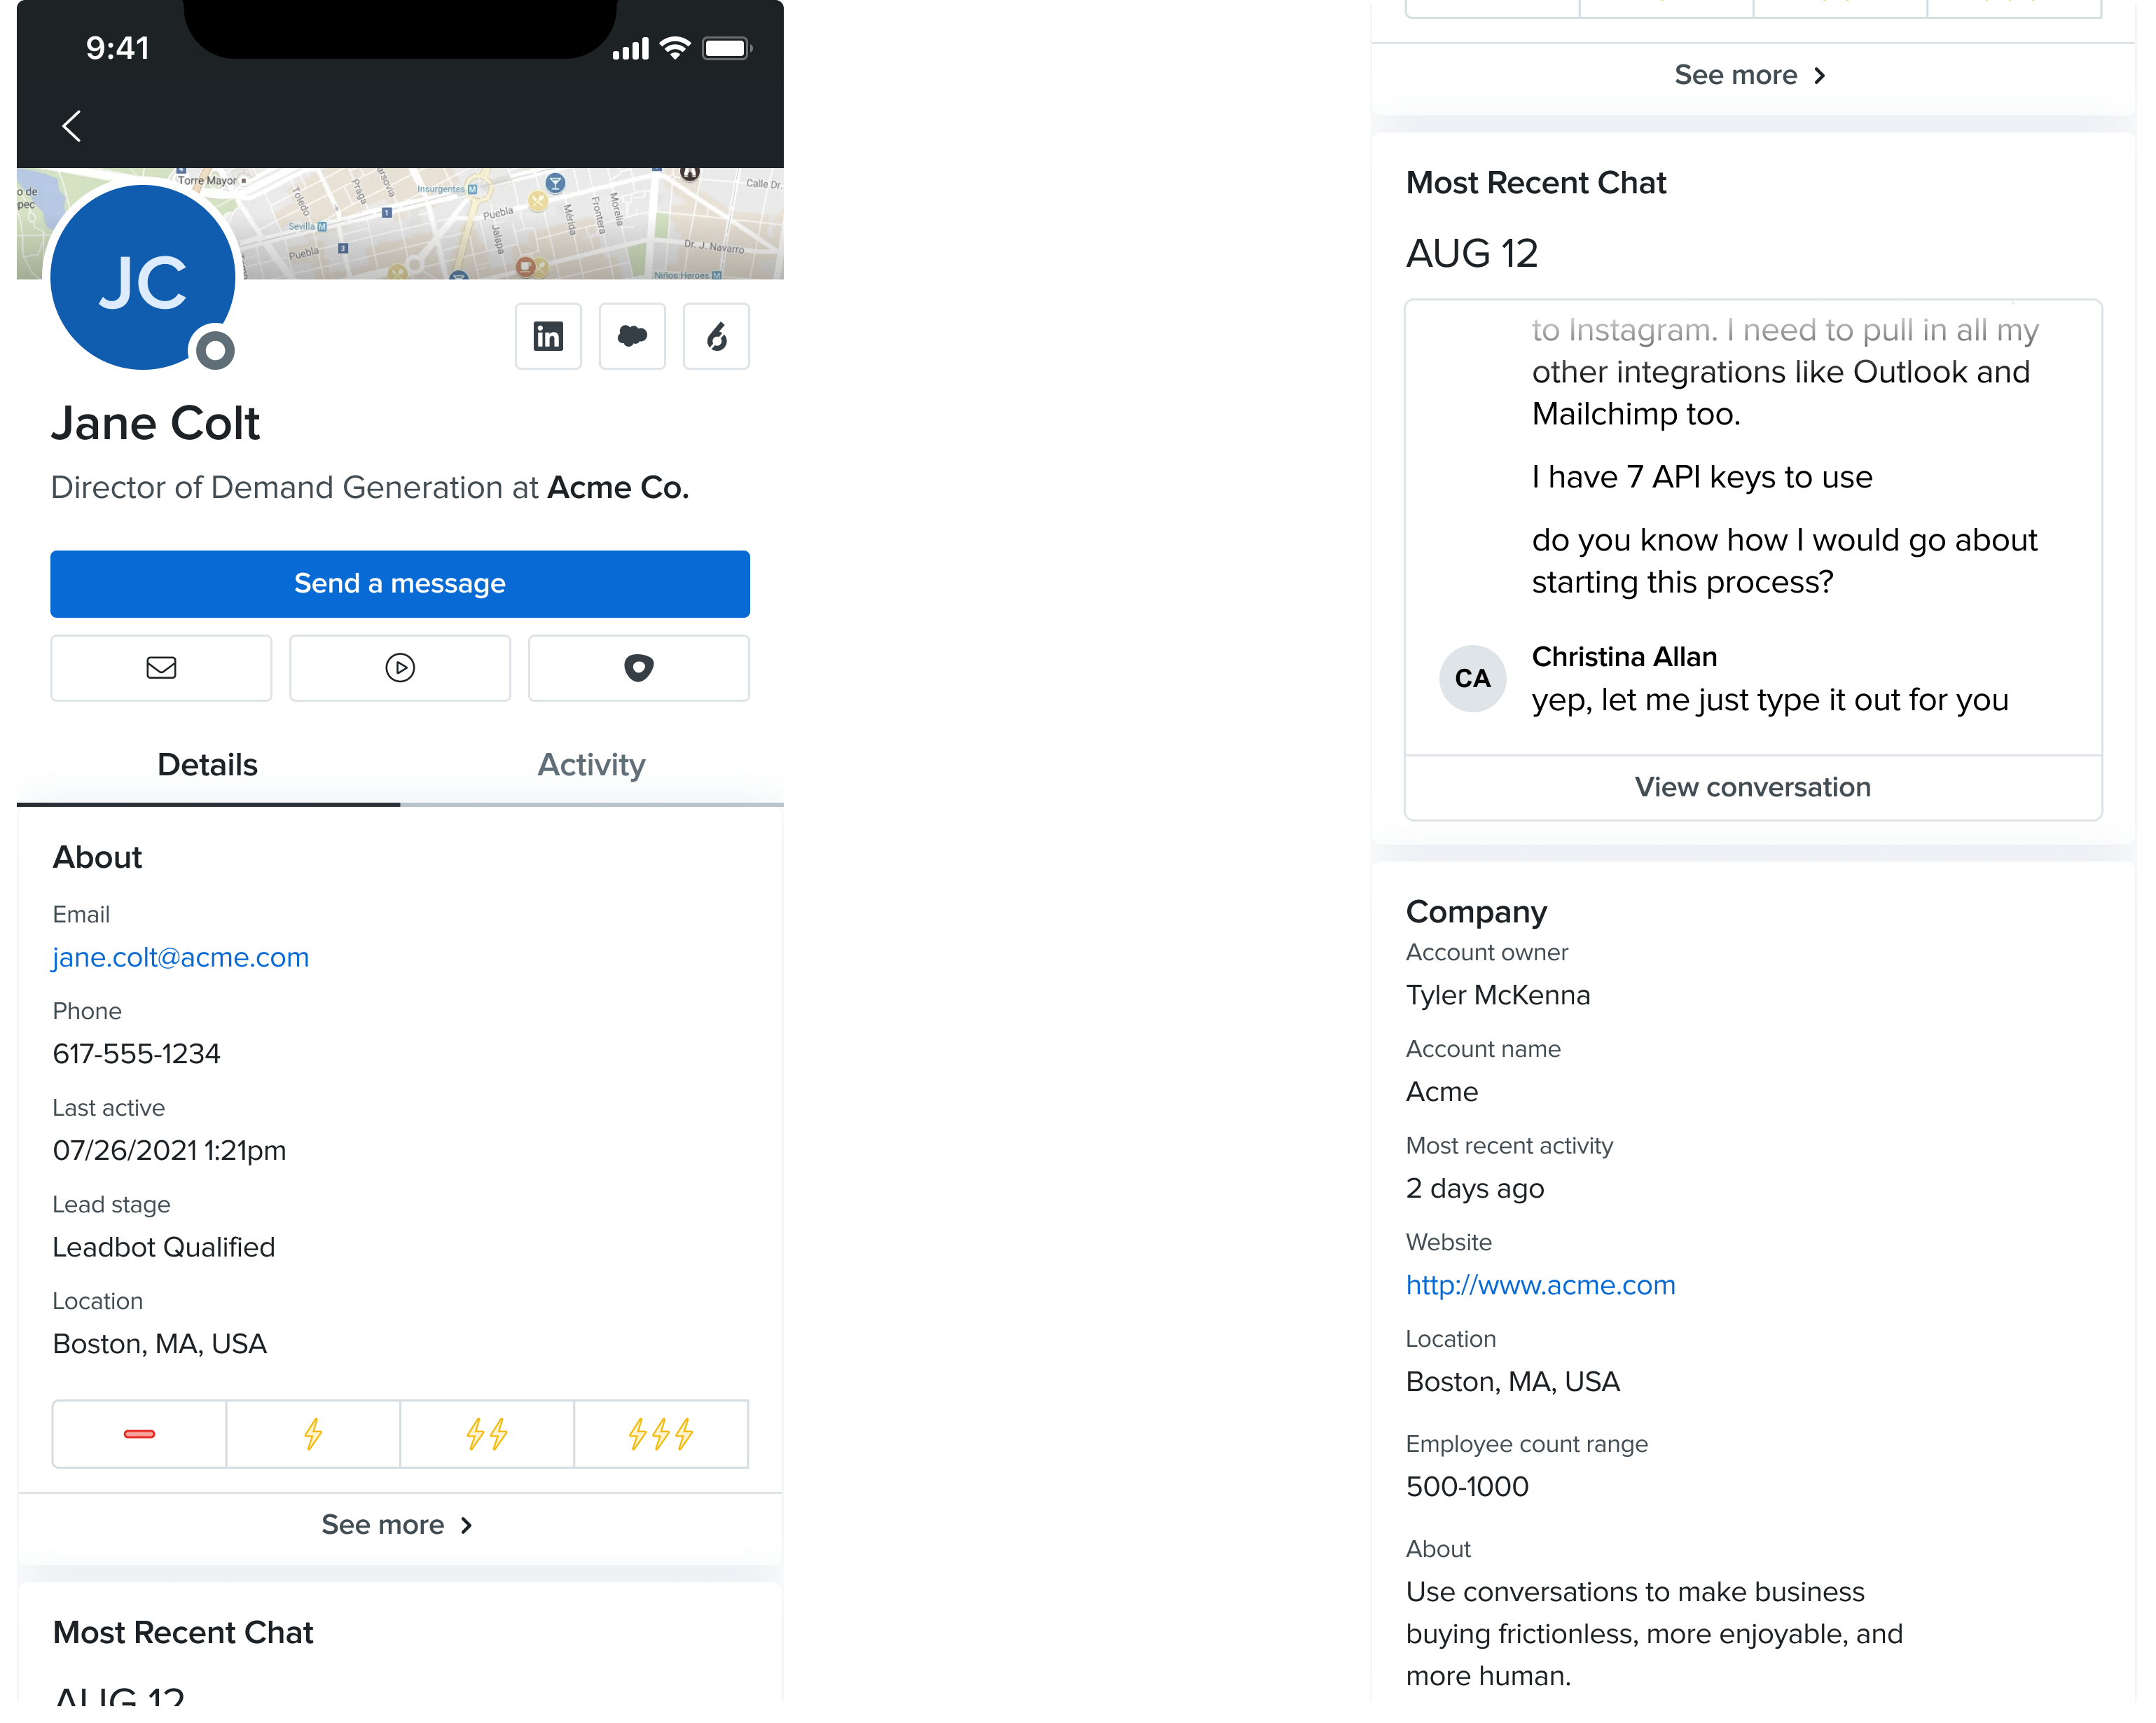 9:41
o de
pec
Torre Mayor
Toledo
Praga
Insurgentes M
Calle Dr.
1
Sevilla M
Puebla
3
Puebla
Jalapa
Mérida
Frontera
Morelia
Dr. J. Navarro
Niños Heroes M
JC
in
Jane Colt
Director of Demand Generation at Acme Co.
Send a message
Details
Activity
About
Email
jane.colt@acme.com
Phone
617-555-1234
Last active
07/26/2021 1:21pm
Lead stage
Leadbot Qualified
Location
Boston, MA, USA
See more
Most Recent Chat
AUG 12
See more
Most Recent Chat
AUG 12
to Instagram. I need to pull in all my
other integrations like Outlook and
Mailchimp too.
I have 7 API keys to use
do you know how I would go about
starting this process?
CA
Christina Allan
yep, let me just type it out for you
View conversation
Company
Account owner
Tyler McKenna
Account name
Acme
Most recent activity
2 days ago
Website
http://www.acme.com
Location
Boston, MA, USA
Employee count range
500-1000
About
Use conversations to make business
buying frictionless, more enjoyable, and
more human.